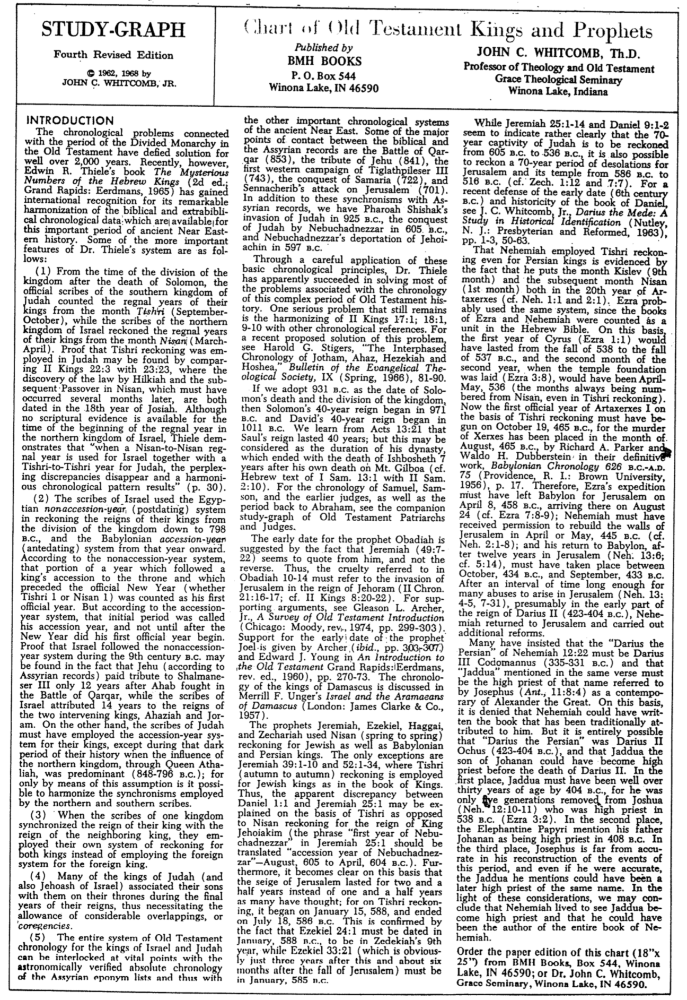 STUDY-GRAPH
Fourth Revised Edition
© 1962, 1968 by
JOHN C. WHITCOMB, JR.
Chart of Old Testament Kings and Prophets
Published by
BMH BOOKS
P. O. Box 544
Winona Lake, IN 46590
JOHN C. WHITCOMB, Th.D.
Professor of Theology and Old Testament
Grace Theological Seminary
Winona Lake, Indiana
INTRODUCTION
The chronological problems connected
with the period of the Divided Monarchy in
the Old Testament have defied solution for
well over 2,000 years. Recently, however,
Edwin R. Thiele's book The Mysterious
Numbers of the Hebrew Kings (2d ed.;
Grand Rapids: Eerdmans, 1965) has gained
international recognition for its remarkable
harmonization of the biblical and extrabibli-
cal chronological data which are available for
this important period of ancient Near East-
ern history. Some of the more important
features of Dr. Thiele's system are as fol-
lows:
(1) From the time of the division of the
kingdom after the death of Solomon, the
official scribes of the southern kingdom of
Judah counted the regnal years of their
kings from the month Tishri (September-
October), while the scribes of the northern
kingdom of Israel reckoned the regnal years
of their kings from the month Nisan (March-
April). Proof that Tishri reckoning was em-
ployed in Judah may be found by compar-
ing II Kings 22:3 with 23:23, where the
discovery of the law by Hilkiah and the sub-
sequent Passover in Nisan, which must have
occurred several months later, are both
dated in the 18th year of Josiah. Although
no scriptural evidence is available for the
time of the beginning of the regnal year in
the northern kingdom of Israel, Thiele dem-
onstrates that "when a Nisan-to-Nisan reg-
nal year is used for Israel together with a
Tishri-to-Tishri year for Judah, the perplex-
ing discrepancies disappear and a harmoni-
ous chronological pattern results" (p. 30).
(2) The scribes of Israel used the Egyp-
tian nonaccession-year (postdating) system
in reckoning the reigns of their kings from
the division of the kingdom down to 798
B.C., and the Babylonian accession-year
(antedating) system from that year onward.
According to the nonaccession-year system,
that portion of a year which followed a
king's accession to the throne and which
preceded the official New Year (whether
Tishri 1 or Nisan 1) was counted as his first
official year. But according to the accession-
year system, that initial period was called
his accession year, and not until after the
New Year did his first official year begin.
Proof that Israel followed the nonaccession-
year system during the 9th century B.C. may
be found in the fact that Jehu (according to
Assyrian records) paid tribute to Shalmane-
ser III only 12 years after Ahab fought in
the Battle of Qarqar, while the scribes of
Israel attributed 14 years to the reigns of
the two intervening kings, Ahaziah and Jor-
am. On the other hand, the scribes of Judah
must have employed the accession-year sys-
tem for their kings, except during that dark
period of their history when the influence of
the northern kingdom, through Queen Atha-
liah, was predominant (848-796 B.C.); for
only by means of this assumption is it possi-
ble to harmonize the synchronisms employed
by the northern and southern scribes.
(3) When the scribes of one kingdom
synchronized the reign of their king with the
reign of the neighboring king, they em-
ployed their own system of reckoning for
both kings instead of employing the foreign
system for the foreign king.
(4) Many of the kings of Judah (and
also Jehoash of Israel) associated their sons
with them on their thrones during the final
years of their reigns, thus necessitating the
allowance of considerable overlappings, or
coregencies.
(5) The entire system of Old Testament
chronology for the kings of Israel and Judah
can be interlocked at vital points with the
astronomically verified absolute chronology
of the Assyrian eponym lists and thus with
the other important chronological systems
of the ancient Near East. Some of the major
points of contact between the biblical and
the Assyrian records are the Battle of Qar-
qar (853), the tribute of Jehu (841), the
first western campaign of Tiglathpileser III
(743), the conquest of Samaria (722), and
Sennacherib's attack on Jerusalem (701).
In addition to these synchronisms with As-
syrian records, we have Pharoah Shishak's
invasion of Judah in 925 B.C., the conquest
of Judah by Nebuchadnezzar in 605 B.C.,
and Nebuchadnezzar's deportation of Jehoi-
achin in 597 B.C.
Through a careful application of these
basic chronological principles, Dr. Thiele
has apparently succeeded in solving most of
the problems associated with the chronology
of this complex period of Old Testament his-
tory. One serious problem that still remains
is the harmonizing of II Kings 17:1; 18:1,
9-10 with other chronological references. For
a recent proposed solution of this problem,
see Harold G. Stigers, "The Interphased
Chronology of Jotham, Ahaz, Hezekiah and
Hoshea," Bulletin of the Evangelical The-
ological Society, IX (Spring, 1966), 81-90.
If we adopt 931 B.C. as the date of Solo-
mon's death and the division of the kingdom,
then Solomon's 40-year reign began in 971
B.C. and David's 40-year reign began in
1011 B.C. We learn from Acts 13:21 that
Saul's reign lasted 40 years; but this may be
considered as the duration of his dynasty,
which ended with the death of Ishbosheth 7
years after his own death on Mt. Gilboa (cf.
Hebrew text of I Sam. 13:1 with II Sam.
2:10). For the chronology of Samuel, Sam-
son, and the earlier judges, as well as the
period back to Abraham, see the companion
study-graph of Old Testament Patriarchs
and Judges.
The early date for the prophet Obadiah is
suggested by the fact that Jeremiah (49:7-
22) seems to quote from him, and not the
reverse. Thus, the cruelty referred to in
Obadiah 10-14 must refer to the invasion of
Jerusalem in the reign of Jehoram (II Chron.
21:16-17; cf. II Kings 8:20-22). For sup-
porting arguments, see Gleason L. Archer,
Jr., A Survey of Old Testament Introduction
(Chicago: Moody, rev., 1974, pp. 299-303).
Support for the early date of the prophet
Joel is given by Archer (ibid., pp. 303-307)
and Edward J. Young in An Introduction to
the Old Testament Grand Rapids: Eerdmans,
rev. ed., 1960), pp. 270-73. The chronolo-
gy of the kings of Damascus is discussed in
Merrill F. Unger's Israel and the Aramaeans
of Damascus (London: James Clarke & Co.,
1957).
The prophets Jeremiah, Ezekiel, Haggai,
and Zechariah used Nisan (spring to spring)
reckoning for Jewish as well as Babylonian
and Persian kings. The only exceptions are
Jeremiah 39:1-10 and 52:1-34, where Tishri
(autumn to autumn) reckoning is employed
for Jewish kings as in the book of Kings.
Thus, the apparent discrepancy between
Daniel 1:1 and Jeremiah 25:1 may be ex-
plained on the basis of Tishri as opposed
to Nisan reckoning for the reign of King
Jehoiakim (the phrase "first year of Nebu-
chadnezzar" in Jeremiah 25:1 should be
translated "accession year of Nebuchadnez-
zar"—August, 605 to April, 604 B.C.). Fur-
thermore, it becomes clear on this basis that
the seige of Jerusalem lasted for two and a
half years instead of one and a half years
as many have thought; for on Tishri reckon-
ing, it began on January 15, 588, and ended
on July 18, 586 B.C. This is confirmed by
the fact that Ezekiel 24:1 must be dated in
January, 588 B.C., to be in Zedekiah's 9th
year, while Ezekiel 33:21 (which is obvious-
ly just three years after this and about six
months after the fall of Jerusalem) must be
in January, 585 B.C.
While Jeremiah 25:1-14 and Daniel 9:1-2
seem to indicate rather clearly that the 70-
year captivity of Judah is to be reckoned
from 605 B.C. to 536 B.C., it is also possible
to reckon a 70-year period of desolations for
Jerusalem and its temple from 586 B.C. to
516 B.C. (cf. Zech. 1:12 and 7:7). For a
recent defense of the early date (6th century
B.C.) and historicity of the book of Daniel,
see J. C. Whitcomb, Jr., Darius the Mede: A
Study in Historical Identification (Nutley,
N. J.: Presbyterian and Reformed, 1963),
pp. 1-3, 50-63.
That Nehemiah employed Tishri reckon-
ing even for Persian kings is evidenced by
the fact that he puts the month Kislev (9th
month) and the subsequent month Nisan
(1st month) both in the 20th year of Ar-
taxerxes (cf. Neh. 1:1 and 2:1). Ezra prob-
ably used the same system, since the books
of Ezra and Nehemiah were counted as a
unit in the Hebrew Bible. On this basis,
the first year of Cyrus (Ezra 1:1) would
have lasted from the fall of 538 to the fall
of 537 B.C., and the second month of the
second year, when the temple foundation
was laid (Ezra 3:8), would have been April-
May, 536 (the months always being num-
bered from Nisan, even in Tishri reckoning).
Now the first official year of Artaxerxes I on
the basis of Tishri reckoning must have be-
gun on October 19, 465 B.C., for the murder
of Xerxes has been placed in the month of
August, 465 B.C., by Richard A. Parker and
Waldo H. Dubberstein in their definitive
work, Babylonian Chronology 626 B.C.-A.D.
75 (Providence, R. I.: Brown University,
1956), p. 17. Therefore, Ezra's expedition
must have left Babylon for Jerusalem on
April 8, 458 B.C., arriving there on August
24 (cf. Ezra 7:8-9); Nehemiah must have
received permission to rebuild the walls of
Jerusalem in April or May, 445 B.C. (cf.
Neh. 2:1-8); and his return to Babylon, af-
ter twelve years in Jerusalem (Neh. 13:6;
cf. 5:14), must have taken place between
October, 434 B.C., and September, 433 B.C.
After an interval of time long enough for
many abuses to arise in Jerusalem (Neh. 13:
4-5, 7-31), presumably in the early part of
the reign of Darius II (423-404 B.C.), Nehe-
miah returned to Jerusalem and carried out
additional reforms.
Many have insisted that the "Darius the
Persian" of Nehemiah 12:22 must be Darius
III Codomannus (335-331 B.C.) and that
"Jaddua" mentioned in the same verse must
be the high priest of that name referred to
by Josephus (Ant., 11:8:4) as a contempo-
rary of Alexander the Great. On this basis,
it is denied that Nehemiah could have writ-
ten the book that has been traditionally at-
tributed to him. But it is entirely possible
that "Darius the Persian" was Darius II
Ochus (423-404 B.C.), and that Jaddua the
son of Johanan could have become high
priest before the death of Darius II. In the
first place, Jaddua must have been well over
thirty years of age by 404 B.C., for he was
only five generations removed from Joshua
(Neh. 12:10-11) who was high priest in
538 B.C. (Ezra 3:2). In the second place,
the Elephantine Papyri mention his father
Johanan as being high priest in 408 B.C. In
the third place, Josephus is far from accu-
rate in his reconstruction of the events of
this period, and even if he were accurate,
the Jaddua he mentions could have been a
later high priest of the same name. In the
light of these considerations, we may con-
clude that Nehemiah lived to see Jaddua be-
come high priest and that he could have
been the author of the entire book of Ne-
hemiah.
Order the paper edition of this chart (18"x
25") from BMH Books, Box 544, Winona
Lake, IN 46590; or Dr. John C. Whitcomb,
Grace Seminary, Winona Lake, IN 46590.